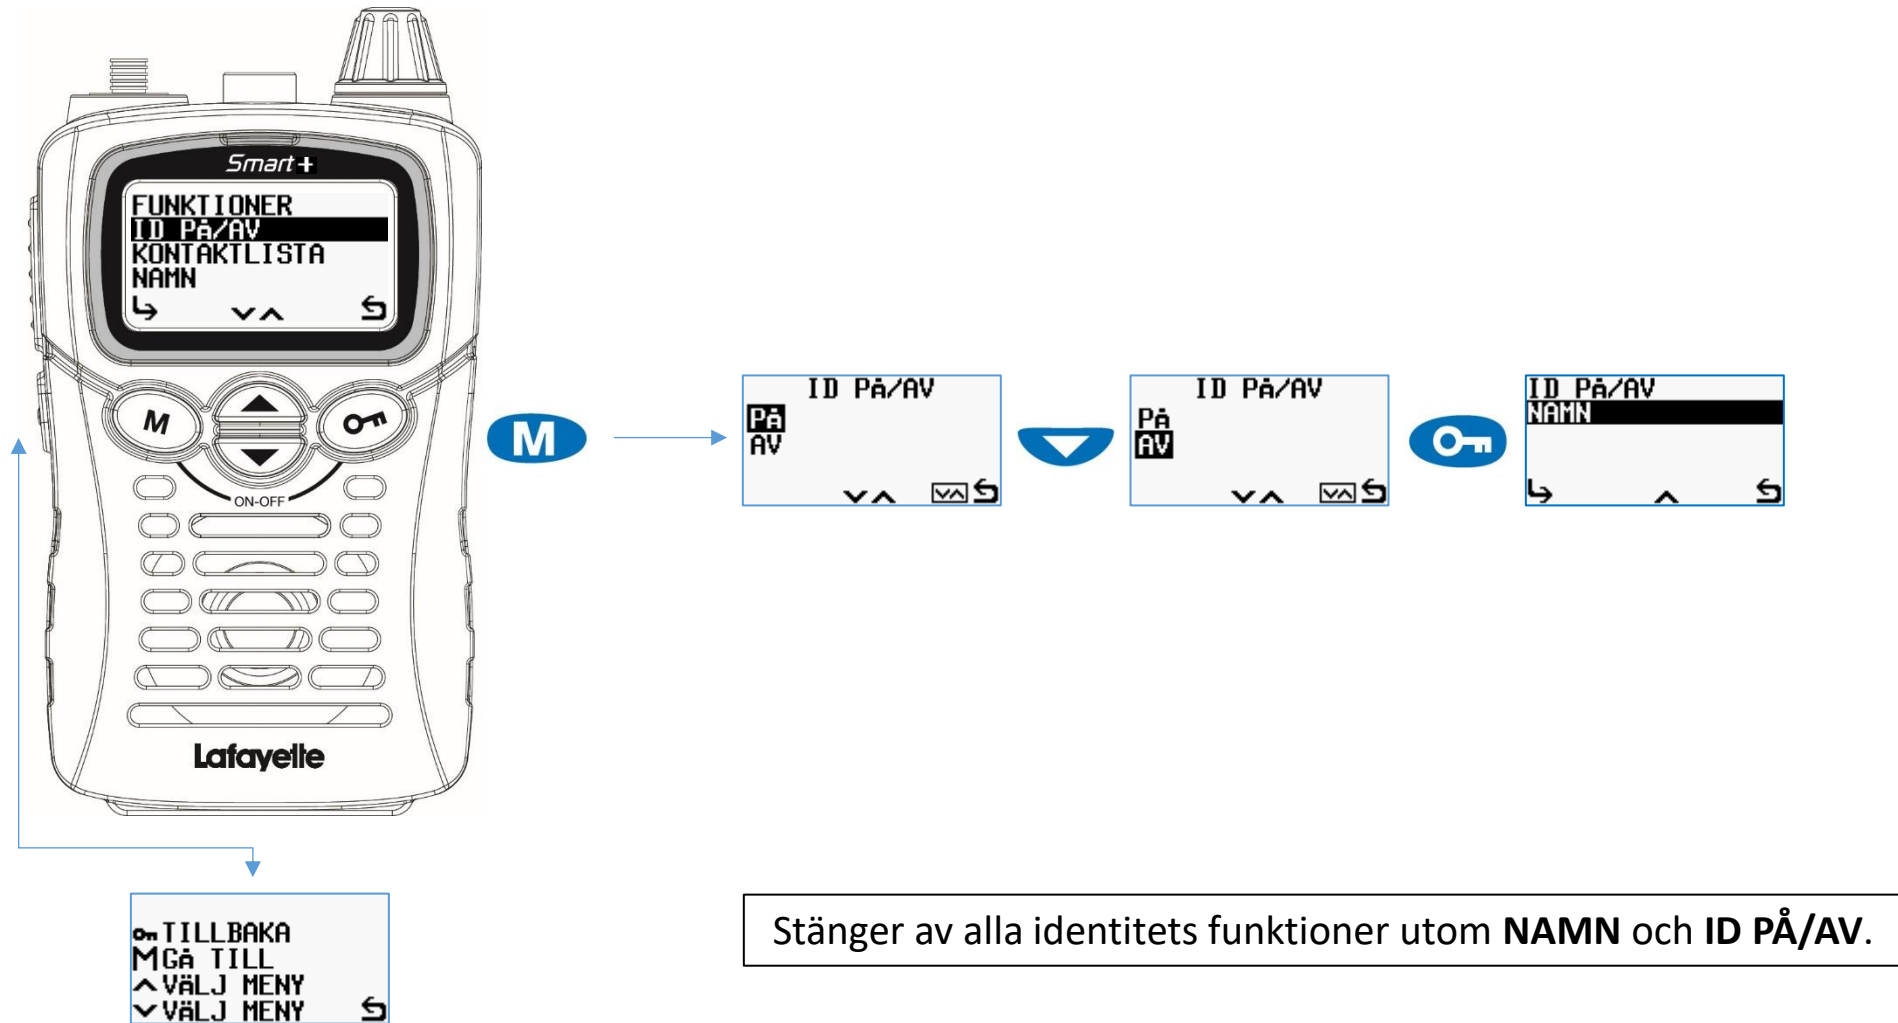 Smart+
FUNKTIONER
ID På/AV
KONTAKTLISTA
NAMN
M
ON-OFF
Lafayette
M
ID På/AV
På
AV
ID På/AV
På
AV
ID På/AV
NAMN
TILLBAKA
M Gå TILL
VäLJ MENY
VäLJ MENY
Stänger av alla identitets funktioner utom NAMN och ID PÅ/AV.